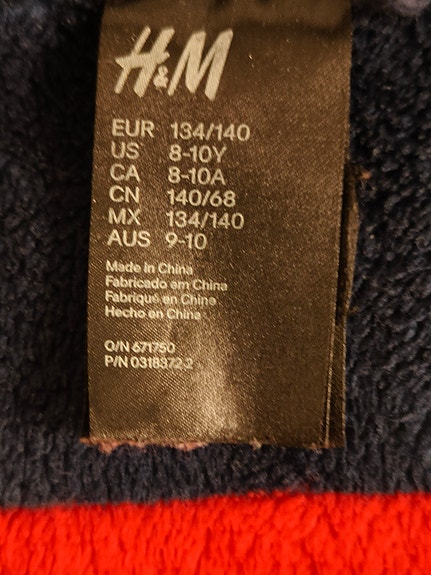 H&M
EUR 134/140
US 8-10Y
CA 8-10A
CN 140/68
MX 134/140
AUS 9-10
Made in China
Fabricado em China
Fabriqué en Chine
Hecho en China
O/N 671750
P/N 0318372-2